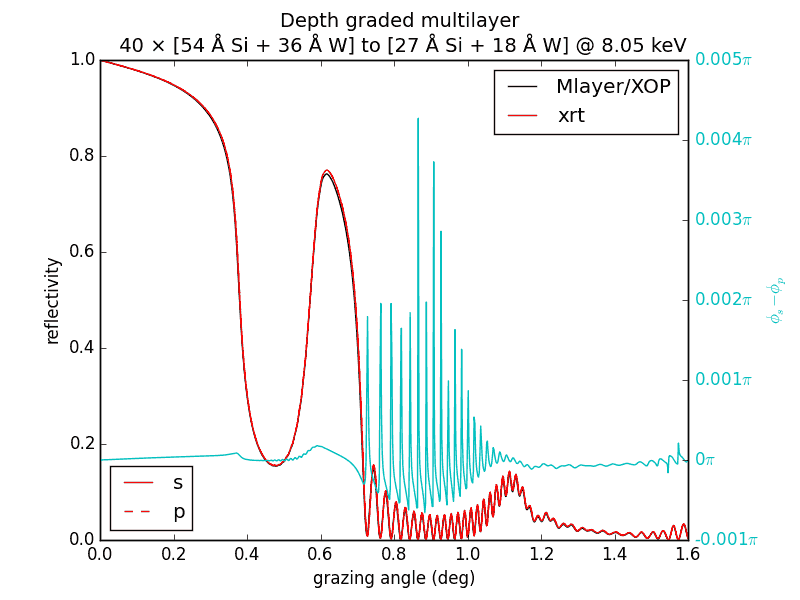 Depth graded multilayer
40 × [54 Å Si + 36 Å W] to [27 Å Si + 18 Å W] @ 8.05 keV
Mlayer/XOP
xrt
s
p
reflectivity
1.0
0.8
0.6
0.4
0.2
0.0
0.0 0.2 0.4 0.6 0.8 1.0 1.2 1.4 1.6
grazing angle (deg)
0.005π
0.004π
0.003π
0.002π
0.001π
0π
-0.001π
ϕs − ϕp